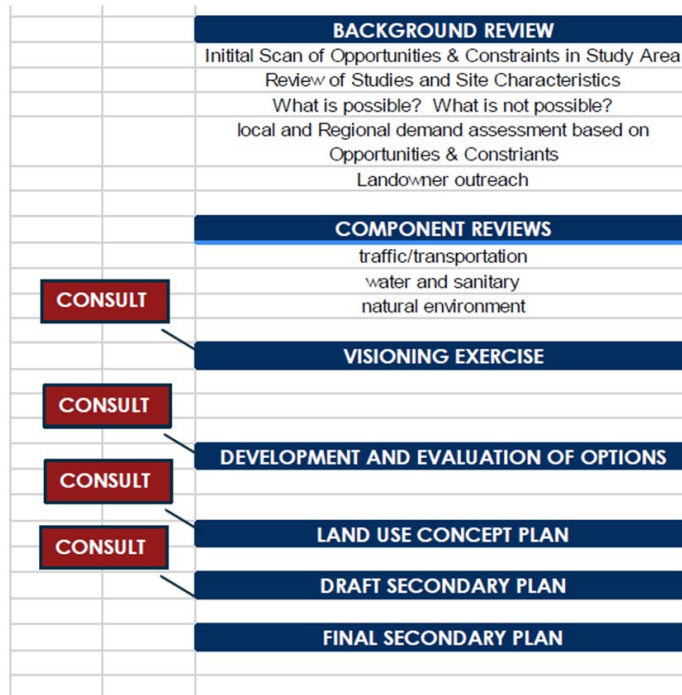 BACKGROUND REVIEW
Initital Scan of Opportunities & Constraints in Study Area
Review of Studies and Site Characteristics
What is possible? What is not possible?
local and Regional demand assessment based on
Opportunities & Constriants
Landowner outreach
COMPONENT REVIEWS
traffic/transportation
water and sanitary
natural environment
CONSULT
VISIONING EXERCISE
CONSULT
DEVELOPMENT AND EVALUATION OF OPTIONS
CONSULT
LAND USE CONCEPT PLAN
CONSULT
DRAFT SECONDARY PLAN
FINAL SECONDARY PLAN